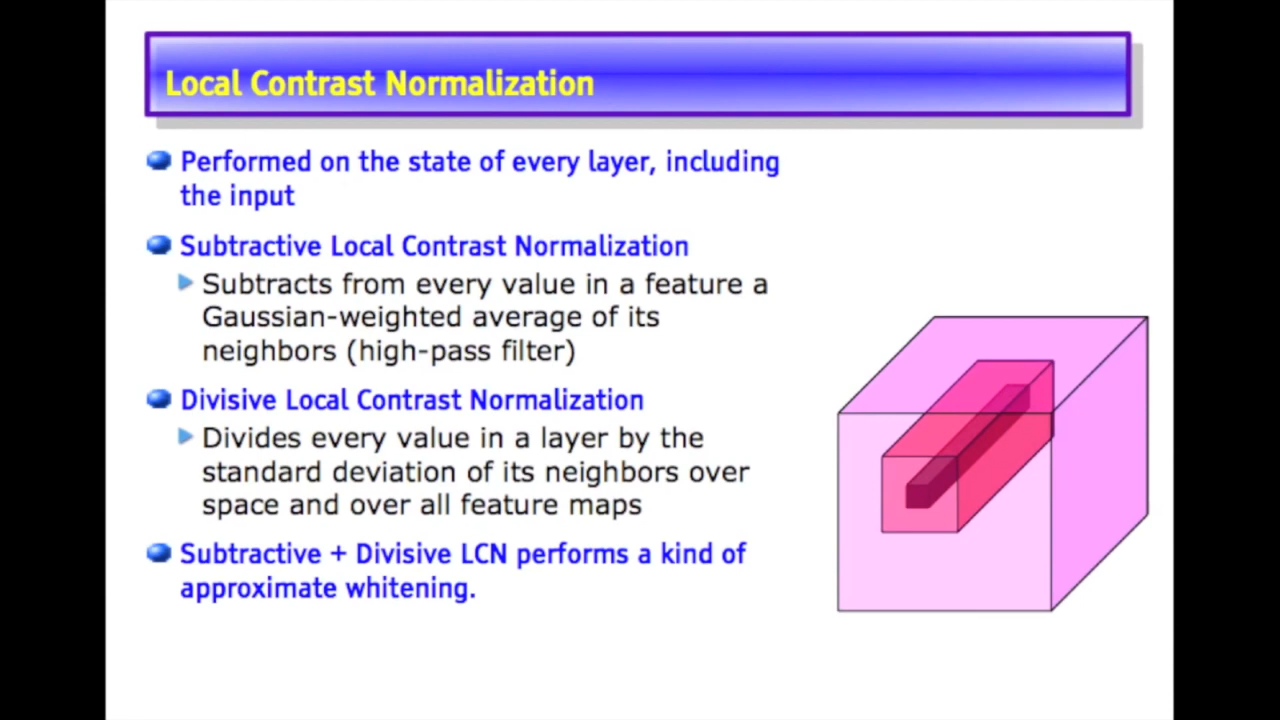 Local Contrast Normalization
Performed on the state of every layer, including
the input
Subtractive Local Contrast Normalization
Subtracts from every value in a feature a
Gaussian-weighted average of its
neighbors (high-pass filter)
Divisive Local Contrast Normalization
Divides every value in a layer by the
standard deviation of its neighbors over
space and over all feature maps
Subtractive + Divisive LCN performs a kind of
approximate whitening.